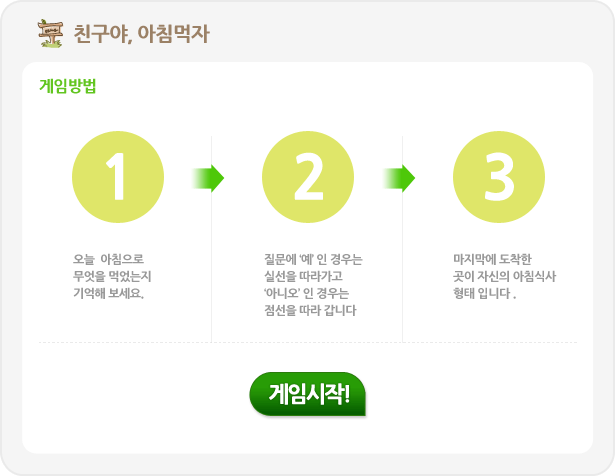 친구야, 아침먹자
게임방법
1
2
3
오늘 아침으로
무엇을 먹었는지
기억해 보세요.
질문에 '예' 인 경우는
실선을 따라가고
'아니오' 인 경우는
점선을 따라 갑니다
마지막에 도착한
곳이 자신의 아침식사
형태 입니다 .
게임시작!